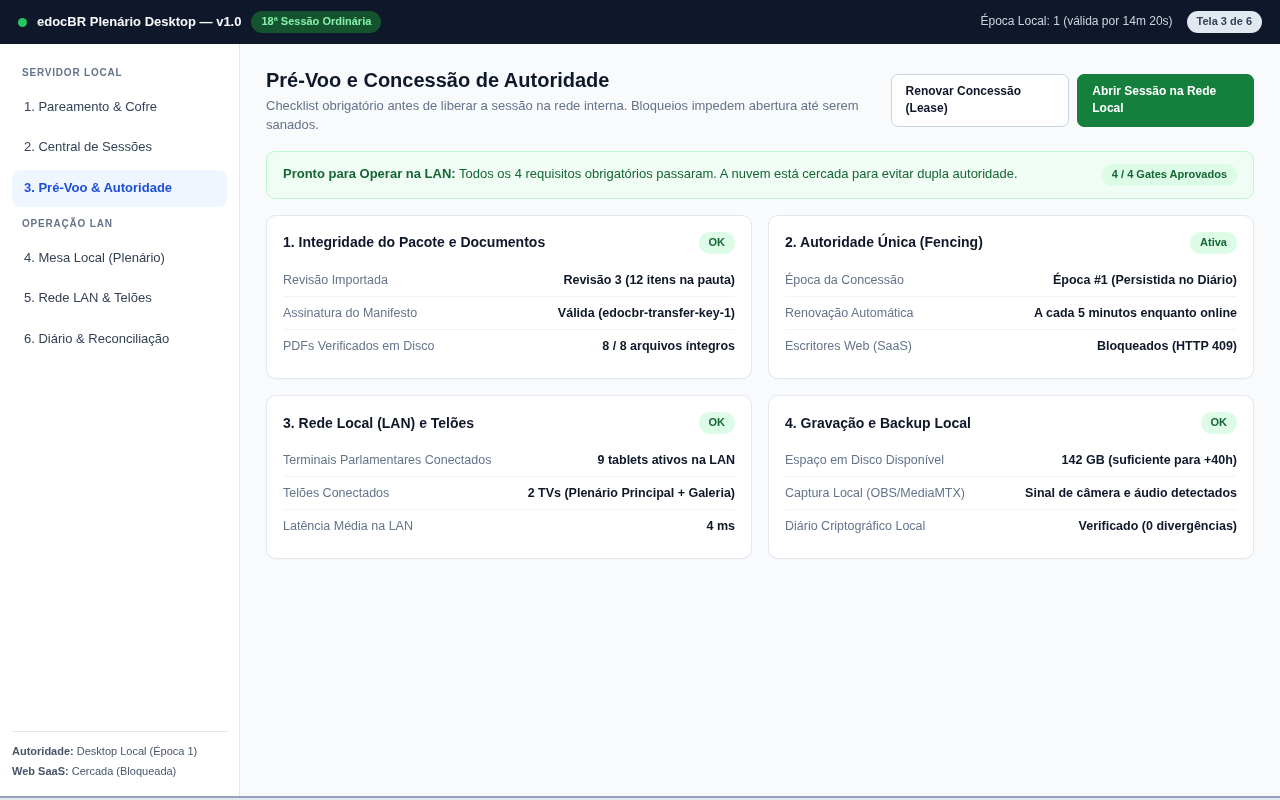 edocBR Plenário Desktop — v1.0
18ª Sessão Ordinária
Época Local: 1 (válida por 14m 20s)
Tela 3 de 6
SERVIDOR LOCAL
1. Pareamento & Cofre
2. Central de Sessões
3. Pré-Voo & Autoridade
OPERAÇÃO LAN
4. Mesa Local (Plenário)
5. Rede LAN & Telões
6. Diário & Reconciliação
Autoridade: Desktop Local (Época 1)
Web SaaS: Cercada (Bloqueada)
Pré-Voo e Concessão de Autoridade
Checklist obrigatório antes de liberar a sessão na rede interna. Bloqueios impedem abertura até serem
sanados.
Renovar Concessão
(Lease)
Abrir Sessão na Rede
Local
Pronto para Operar na LAN: Todos os 4 requisitos obrigatórios passaram. A nuvem está cercada para evitar dupla autoridade.
4 / 4 Gates Aprovados
1. Integridade do Pacote e Documentos
OK
Revisão Importada
Revisão 3 (12 itens na pauta)
Assinatura do Manifesto
Válida (edocbr-transfer-key-1)
PDFs Verificados em Disco
8 / 8 arquivos íntegros
2. Autoridade Única (Fencing)
Ativa
Época da Concessão
Época #1 (Persistida no Diário)
Renovação Automática
A cada 5 minutos enquanto online
Escritores Web (SaaS)
Bloqueados (HTTP 409)
3. Rede Local (LAN) e Telões
OK
Terminais Parlamentares Conectados
9 tablets ativos na LAN
Telões Conectados
2 TVs (Plenário Principal + Galeria)
Latência Média na LAN
4 ms
4. Gravação e Backup Local
OK
Espaço em Disco Disponível
142 GB (suficiente para +40h)
Captura Local (OBS/MediaMTX)
Sinal de câmera e áudio detectados
Diário Criptográfico Local
Verificado (0 divergências)